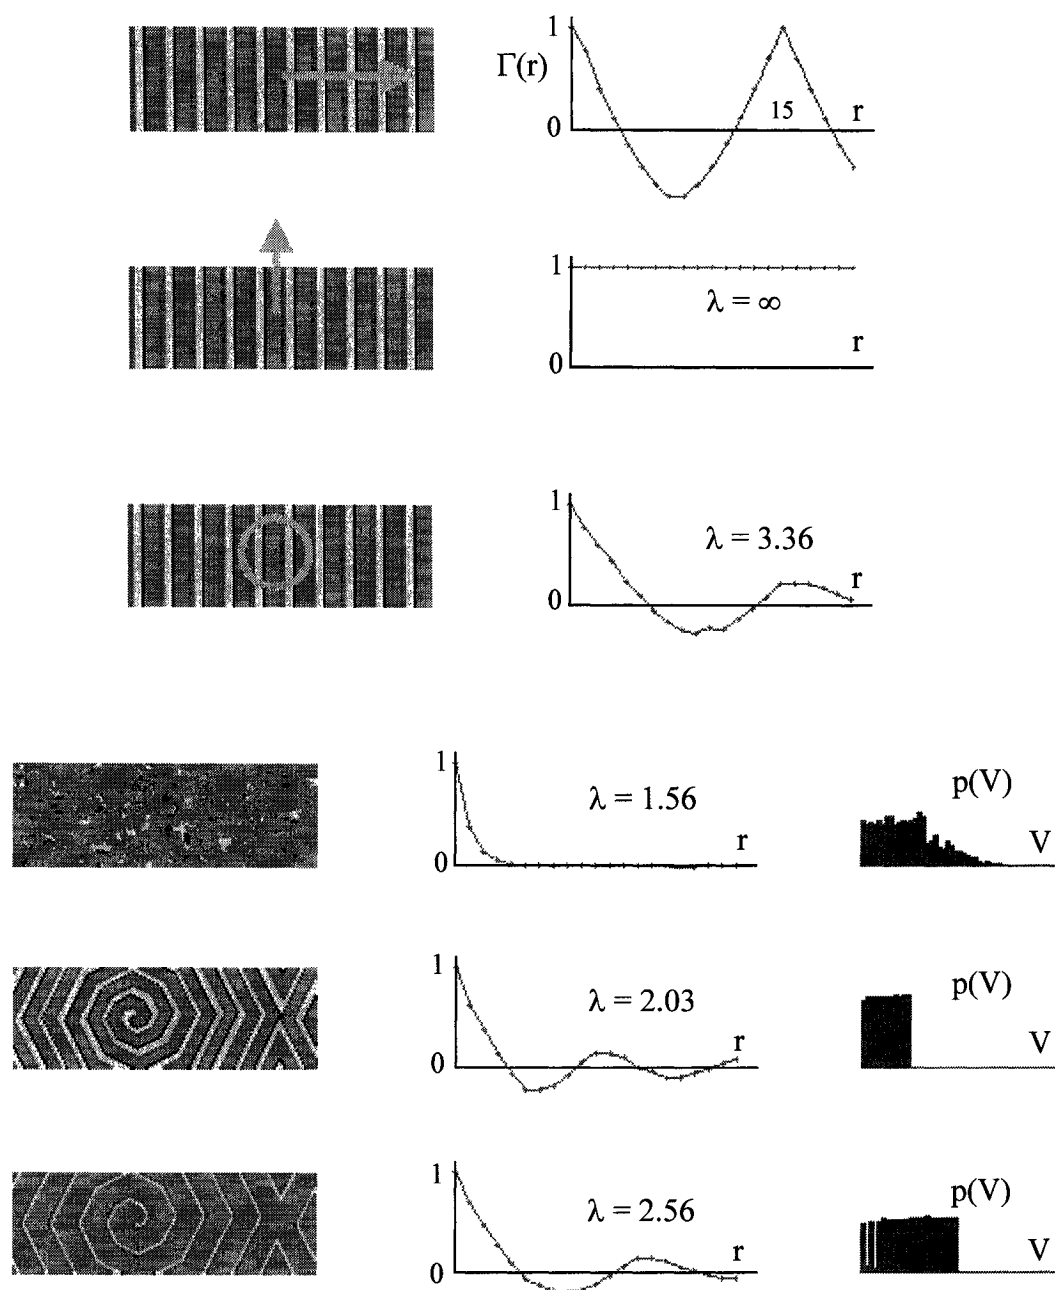 1
Γ(r)
15
r
0
1
λ = ∞
r
0
1
λ = 3.36
r
0
1
λ = 1.56
r
0
p(V)
V
1
λ = 2.03
r
0
p(V)
V
1
λ = 2.56
r
0
p(V)
V